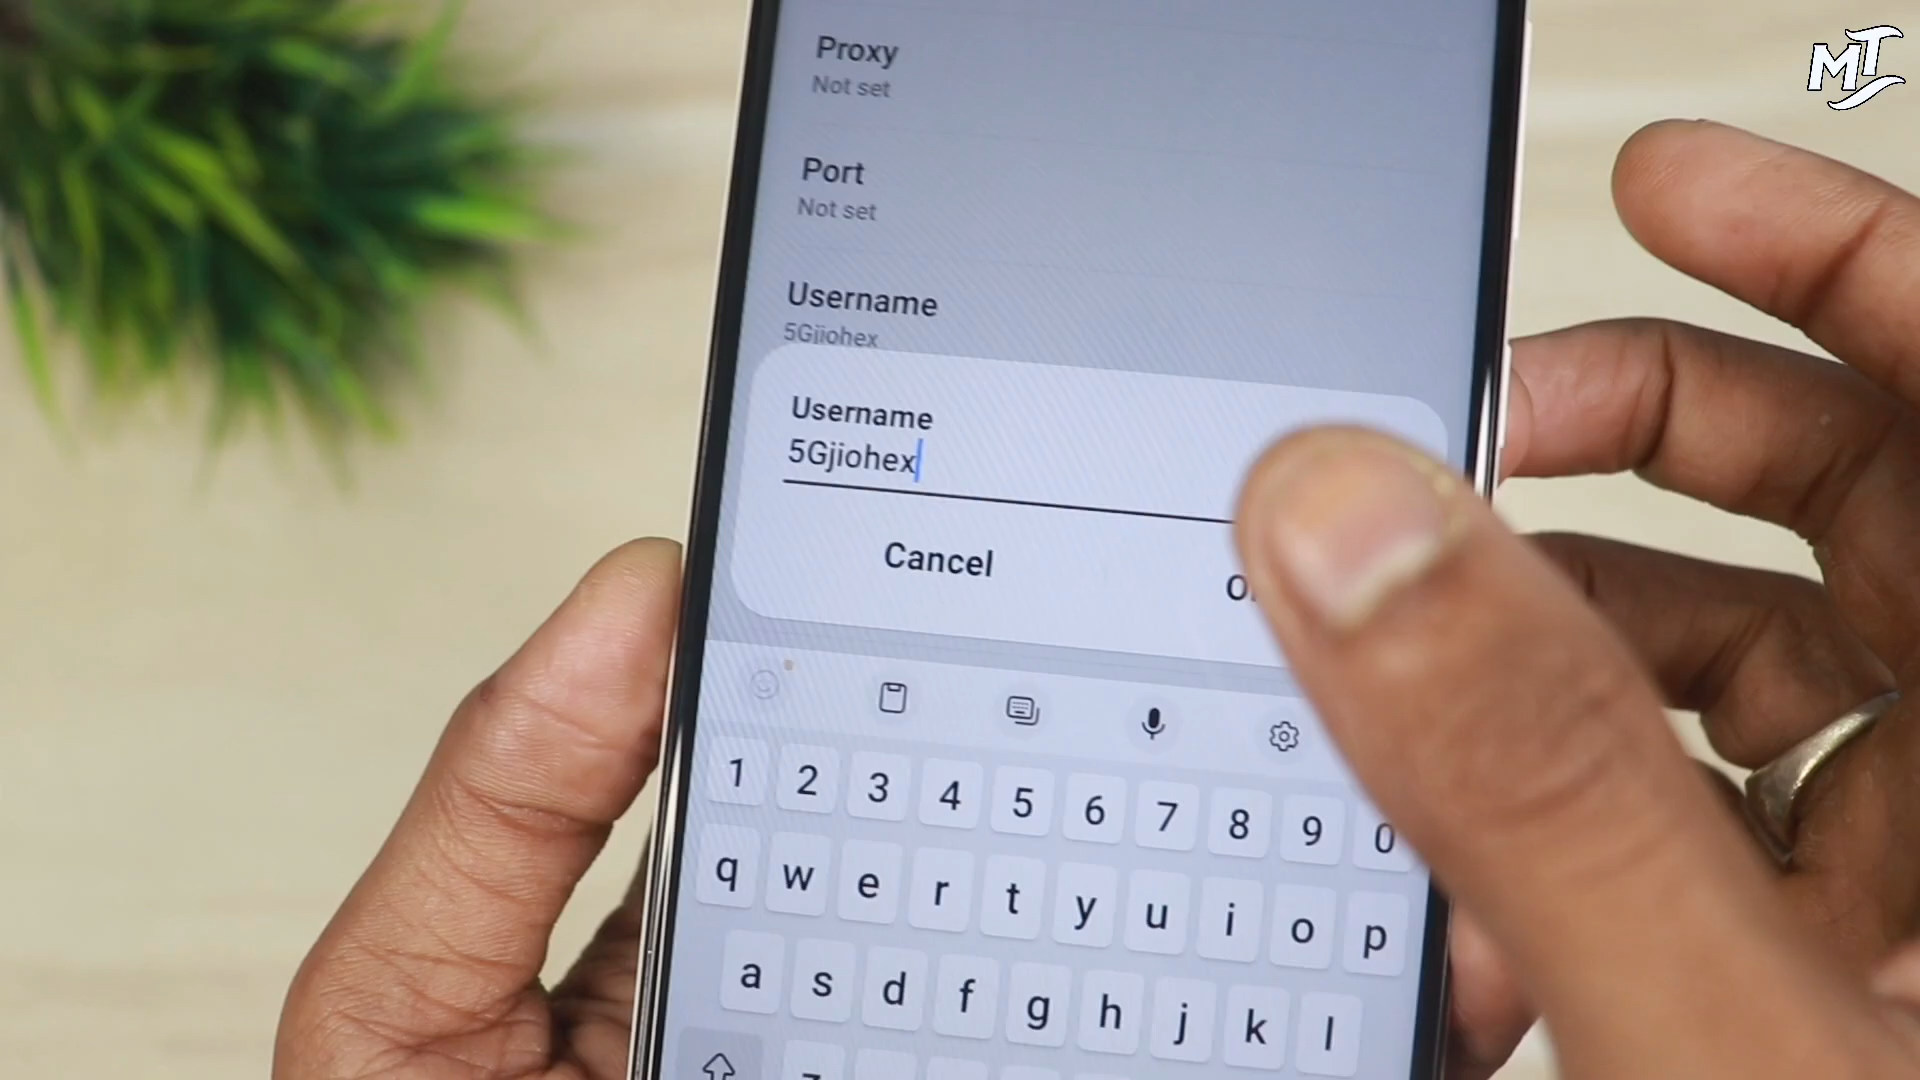 MT
Proxy
Not set
Port
Not set
Username
5Gjiohex
Username
5Gjiohex
Cancel
1 2 3 4 5 6 7 8 9 0
q w e r t y u i o p
a s d f g h j k l